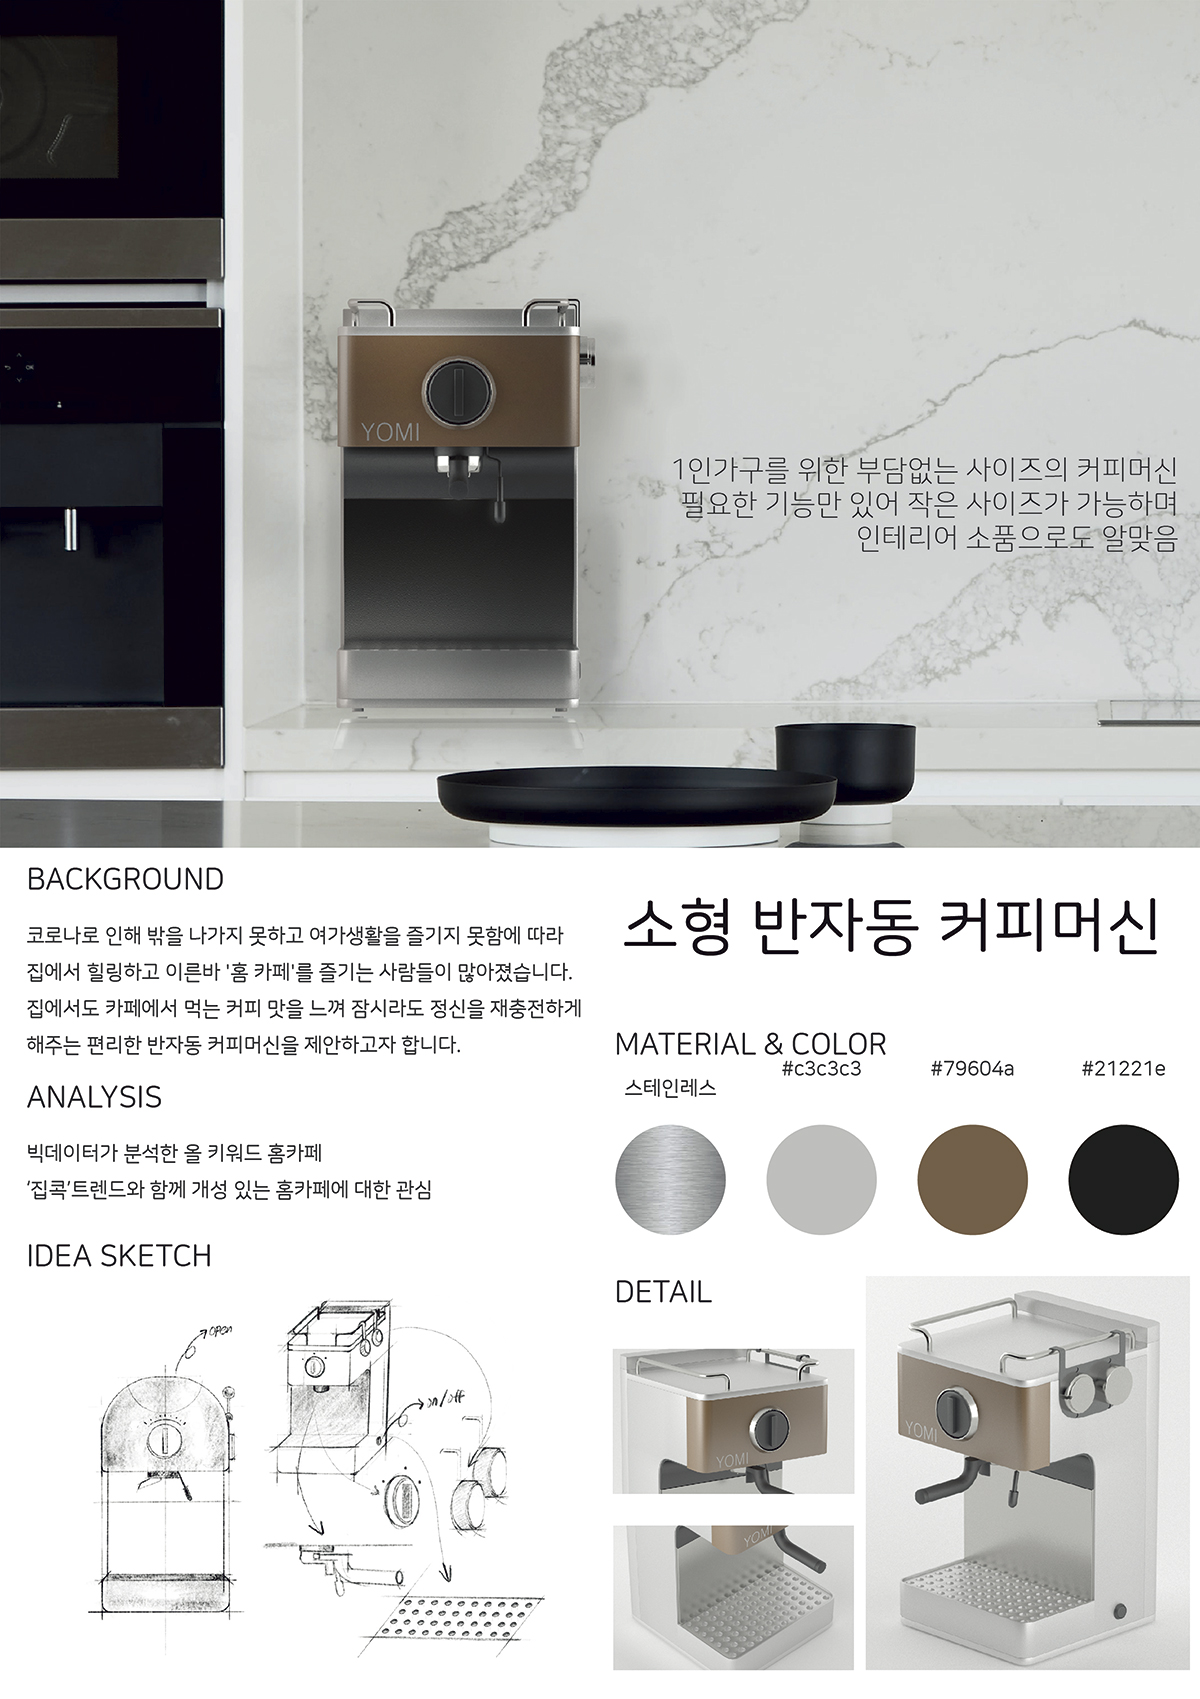 YOMI
1인가구를 위한 부담없는 사이즈의 커피머신
필요한 기능만 있어 작은 사이즈가 가능하며
인테리어 소품으로도 알맞음
BACKGROUND
코로나로 인해 밖을 나가지 못하고 여가생활을 즐기지 못함에 따라
집에서 힐링하고 이른바 '홈 카페'를 즐기는 사람들이 많아졌습니다.
집에서도 카페에서 먹는 커피 맛을 느껴 잠시라도 정신을 재충전하게
해주는 편리한 반자동 커피머신을 제안하고자 합니다.
ANALYSIS
빅데이터가 분석한 올 키워드 홈카페
'집콕'트렌드와 함께 개성 있는 홈카페에 대한 관심
IDEA SKETCH
open
on/off
소형 반자동 커피머신
MATERIAL & COLOR
스테인레스
#c3c3c3
#79604a
#21221e
DETAIL
YOMI
YOMI
YOMI